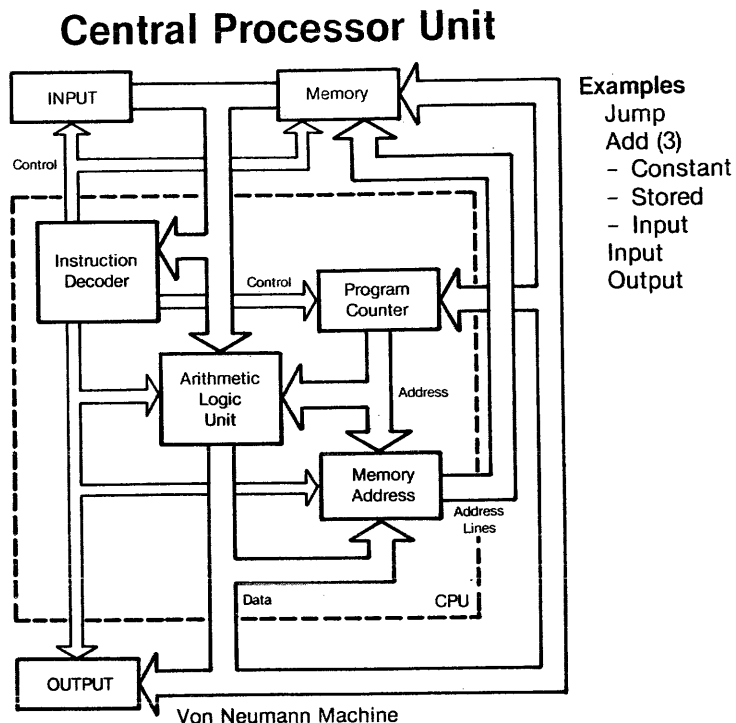 Central Processor Unit
INPUT
Memory
Examples
Jump
Add (3)
- Constant
- Stored
- Input
Input
Output
Control
Instruction
Decoder
Control
Program
Counter
Arithmetic
Logic
Unit
Address
Memory
Address
Address
Lines
Data
CPU
OUTPUT
Von Neumann Machine